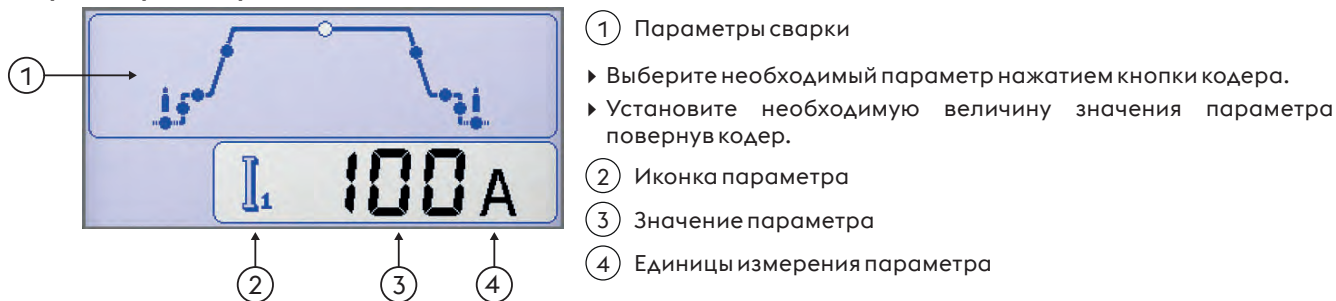 1 Параметры сварки
1
▸ Выберите необходимый параметр нажатием кнопки кодера.
▸ Установите необходимую величину значения параметра
повернув кодер.
I1 100 A
2 Иконка параметра
3 Значение параметра
4 Единицы измерения параметра
2 3 4